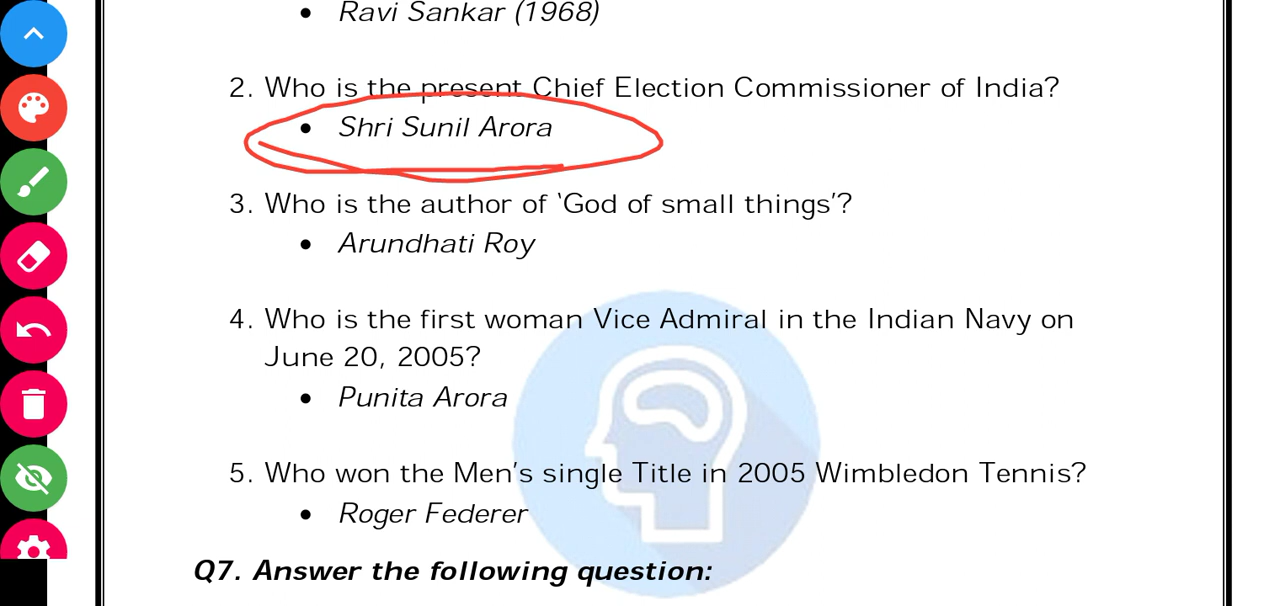 • Ravi Sankar (1968)
2. Who is the present Chief Election Commissioner of India?
• Shri Sunil Arora
3. Who is the author of ‘God of small things’?
• Arundhati Roy
4. Who is the first woman Vice Admiral in the Indian Navy on
June 20, 2005?
• Punita Arora
5. Who won the Men’s single Title in 2005 Wimbledon Tennis?
• Roger Federer
Q7. Answer the following question: